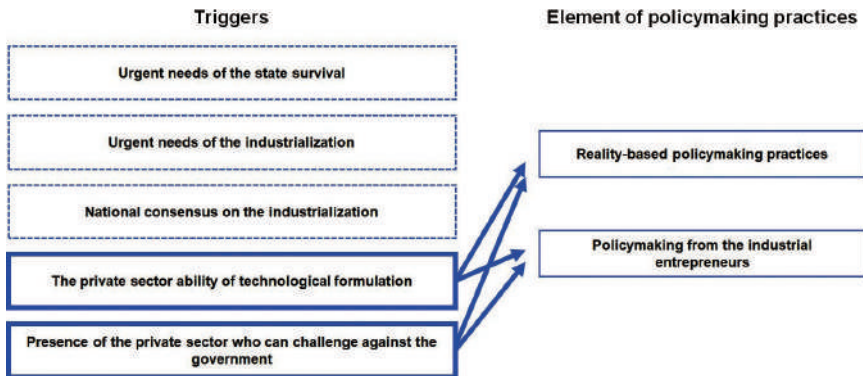 Triggers
Element of policymaking practices
Urgent needs of the state survival
Urgent needs of the industrialization
National consensus on the industrialization
The private sector ability of technological formulation
Presence of the private sector who can challenge against the
government
Reality-based policymaking practices
Policymaking from the industrial
entrepreneurs